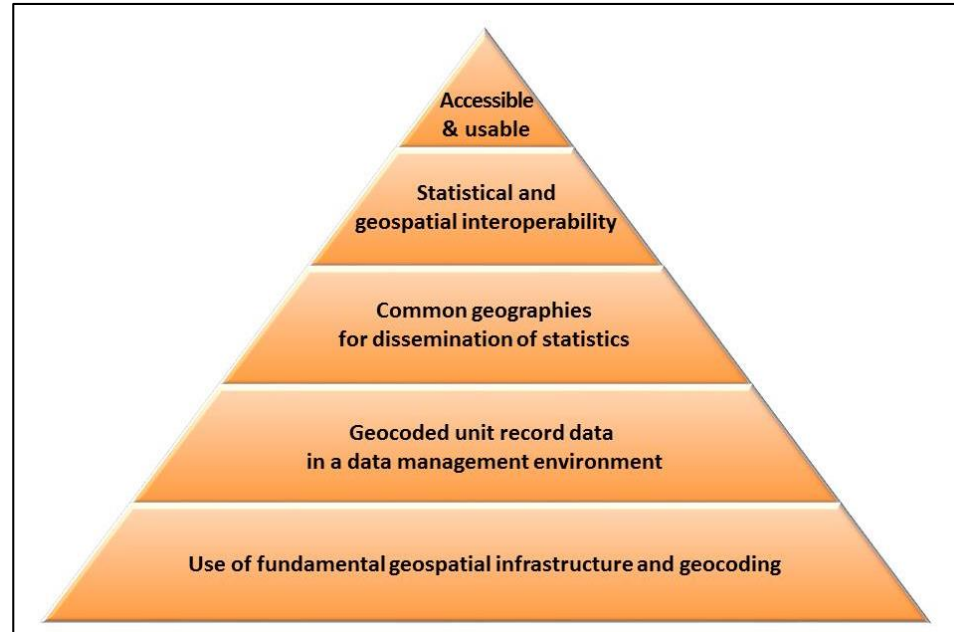 Accessible
& usable
Statistical and
geospatial interoperability
Common geographies
for dissemination of statistics
Geocoded unit record data
in a data management environment
Use of fundamental geospatial infrastructure and geocoding